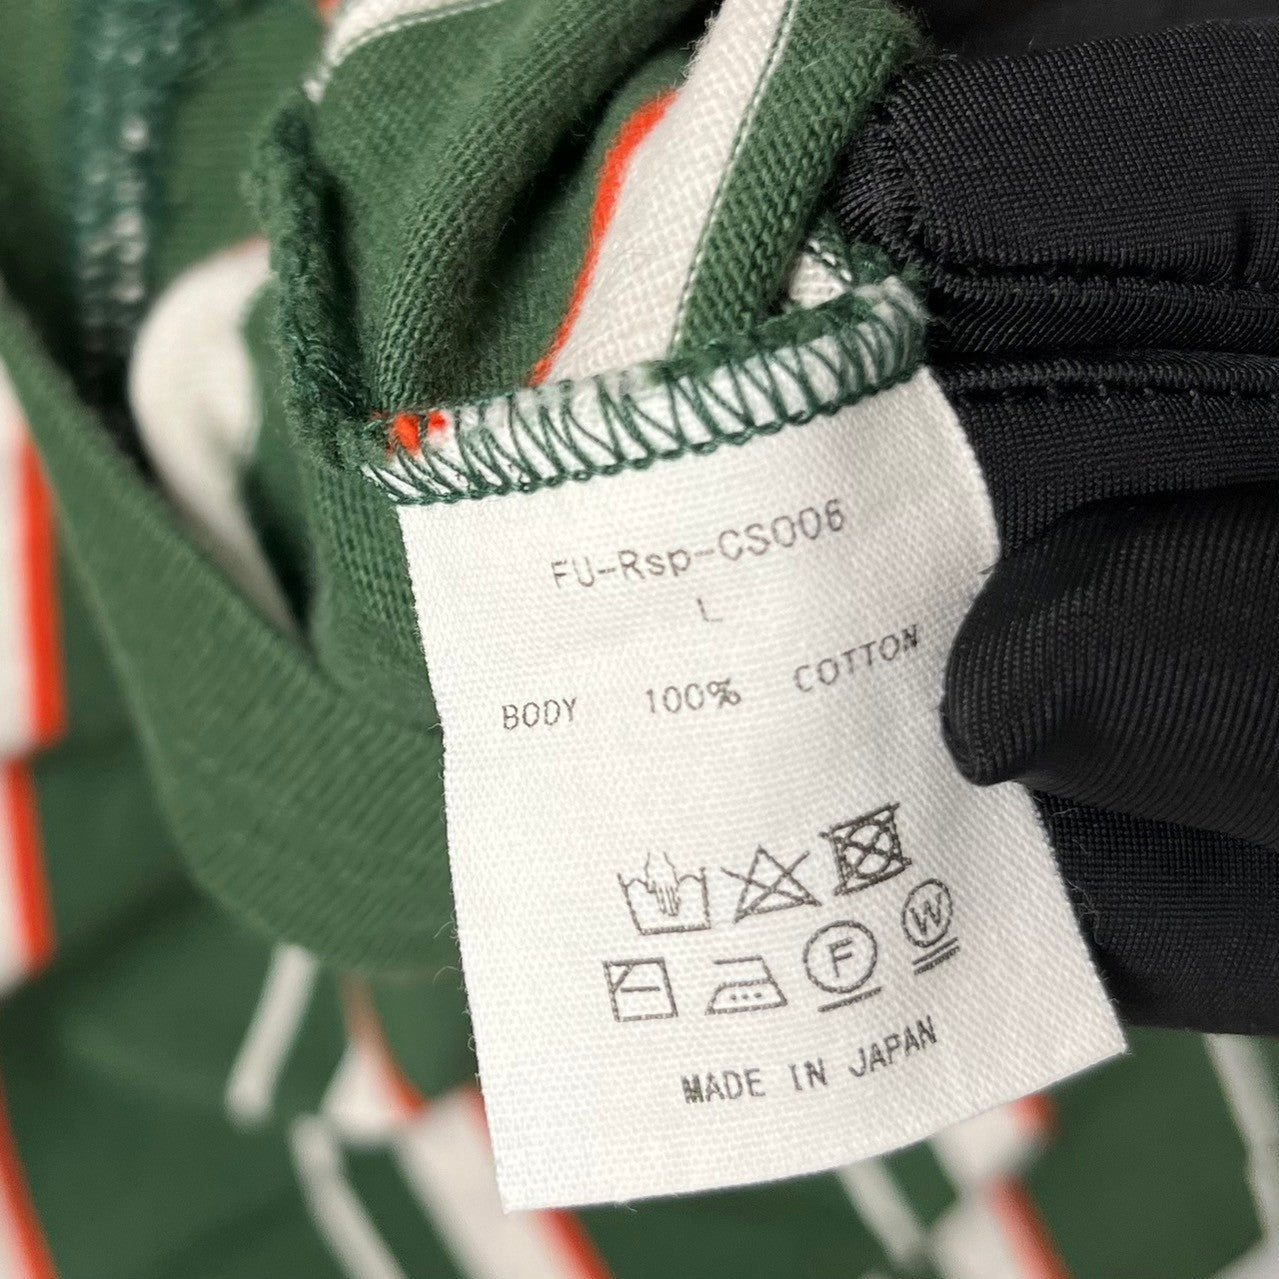 FU-Rsp-CS006
L
BODY 100% COTTON
F W
MADE IN JAPAN